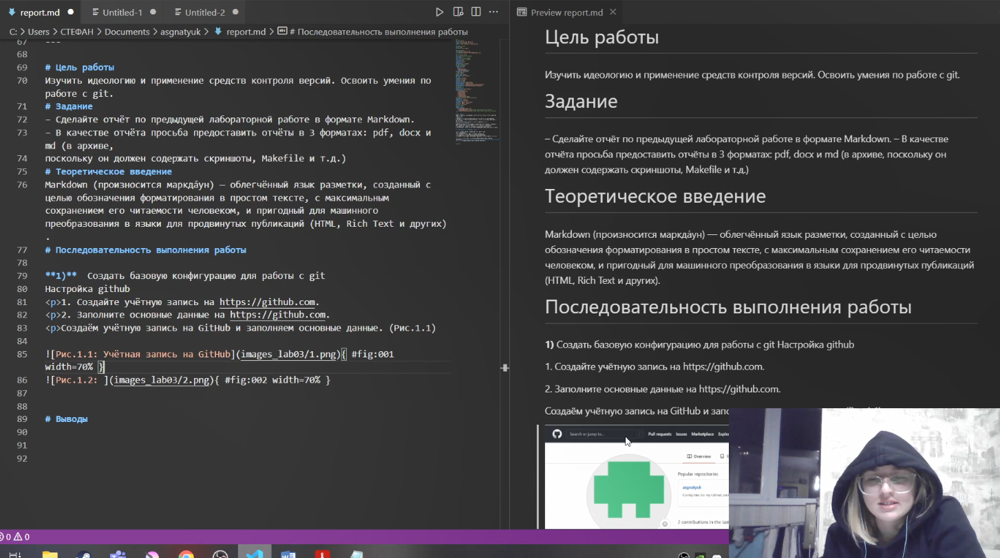 report.md
Untitled-1
Untitled-2
Preview report.md
C: > Users > СТЕФАН > Documents > asgnatyuk > report.md > # Последовательность выполнения работы
67 ---
68
69 # Цель работы
70 Изучить идеологию и применение средств контроля версий. Освоить умения по
работе с git.
71 # Задание
72 – Сделайте отчёт по предыдущей лабораторной работе в формате Markdown.
73 – В качестве отчёта просьба предоставить отчёты в 3 форматах: pdf, docx и
md (в архиве,
74 поскольку он должен содержать скриншоты, Makefile и т.д.)
75 # Теоретическое введение
76 Markdown (произносится маркда́ун) — облегчённый язык разметки, созданный с
целью обозначения форматирования в простом тексте, с максимальным
сохранением его читаемости человеком, и пригодный для машинного
преобразования в языки для продвинутых публикаций (HTML, Rich Text и других)
.
77 # Последовательность выполнения работы
78
79 **1)**  Создать базовую конфигурацию для работы с git
80 Настройка github
81 <p>1. Создайте учётную запись на https://github.com.
82 <p>2. Заполните основные данные на https://github.com.
83 <p>Создаём учётную запись на GitHub и заполняем основные данные. (Рис.1.1)
84
85 ![Рис.1.1: Учётная запись на GitHub](images_lab03/1.png){ #fig:001
width=70% }
86 ![Рис.1.2: ](images_lab03/2.png){ #fig:002 width=70% }
87
88
89 # Выводы
90
91
92
0 0
Цель работы
Изучить идеологию и применение средств контроля версий. Освоить умения по работе с git.
Задание
– Сделайте отчёт по предыдущей лабораторной работе в формате Markdown. – В качестве
отчёта просьба предоставить отчёты в 3 форматах: pdf, docx и md (в архиве, поскольку он
должен содержать скриншоты, Makefile и т.д.)
Теоретическое введение
Markdown (произносится маркда́ун) — облегчённый язык разметки, созданный с целью
обозначения форматирования в простом тексте, с максимальным сохранением его читаемости
человеком, и пригодный для машинного преобразования в языки для продвинутых публикаций
(HTML, Rich Text и других).
Последовательность выполнения работы
1) Создать базовую конфигурацию для работы с git Настройка github
1. Создайте учётную запись на https://github.com.
2. Заполните основные данные на https://github.com.
Создаём учётную запись на GitHub и запо
Search or jump to...
Pull requests Issues Marketplace Explo
Overview
Popular repositories
asgnatyuk
2 contributions in the last